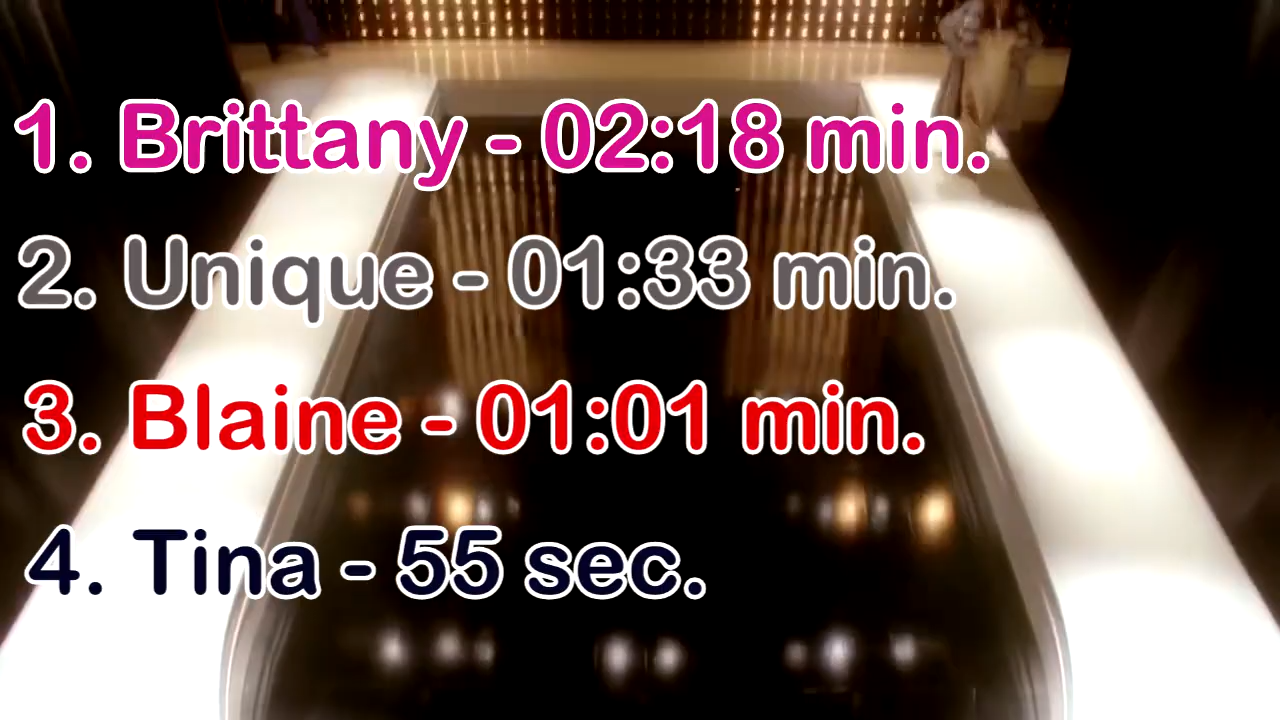 1. Brittany - 02:18 min.
2. Unique - 01:33 min.
3. Blaine - 01:01 min.
4. Tina - 55 sec.